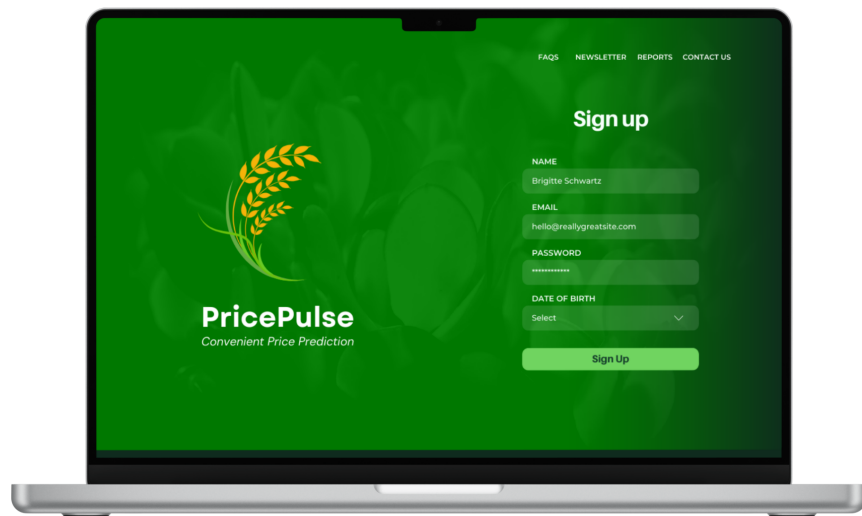 FAQS NEWSLETTER REPORTS CONTACT US
Sign up
NAME
Brigitte Schwartz
EMAIL
hello@reallygreatsite.com
PASSWORD
************
DATE OF BIRTH
Select
Sign Up
PricePulse
Convenient Price Prediction